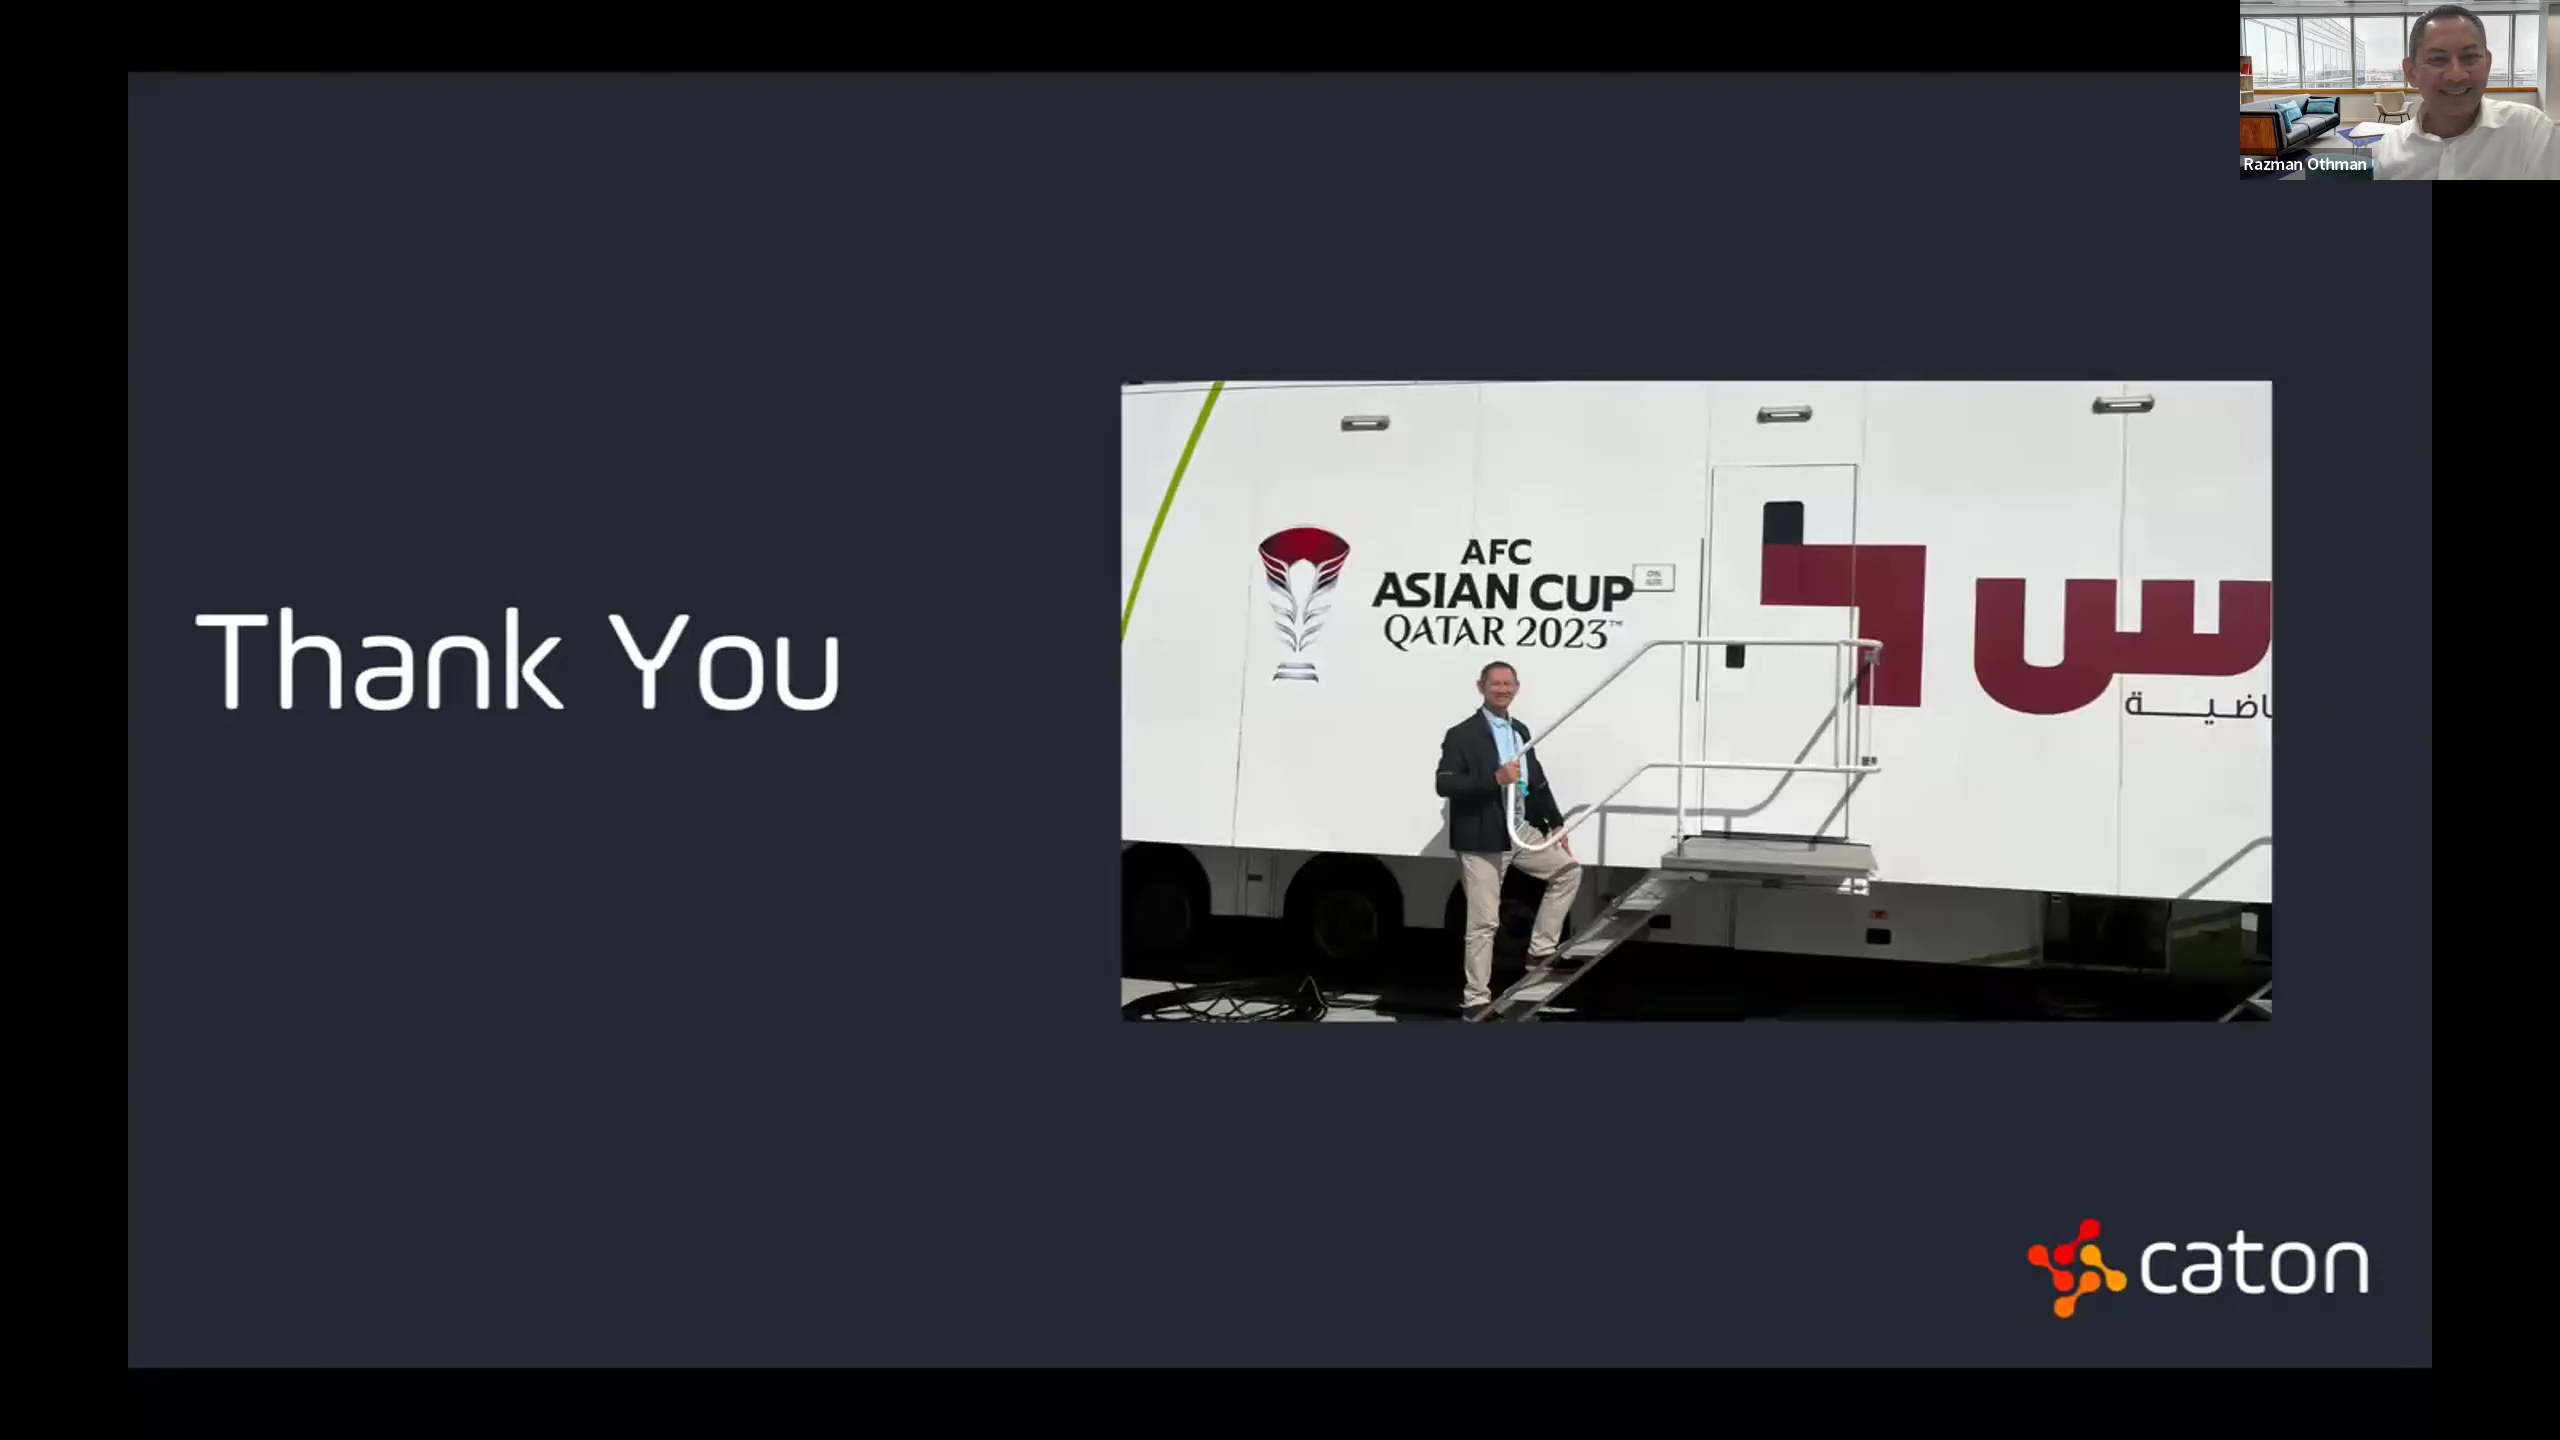 Razman Othman
AFC
ASIAN CUP
QATAR 2023™
Thank You
caton